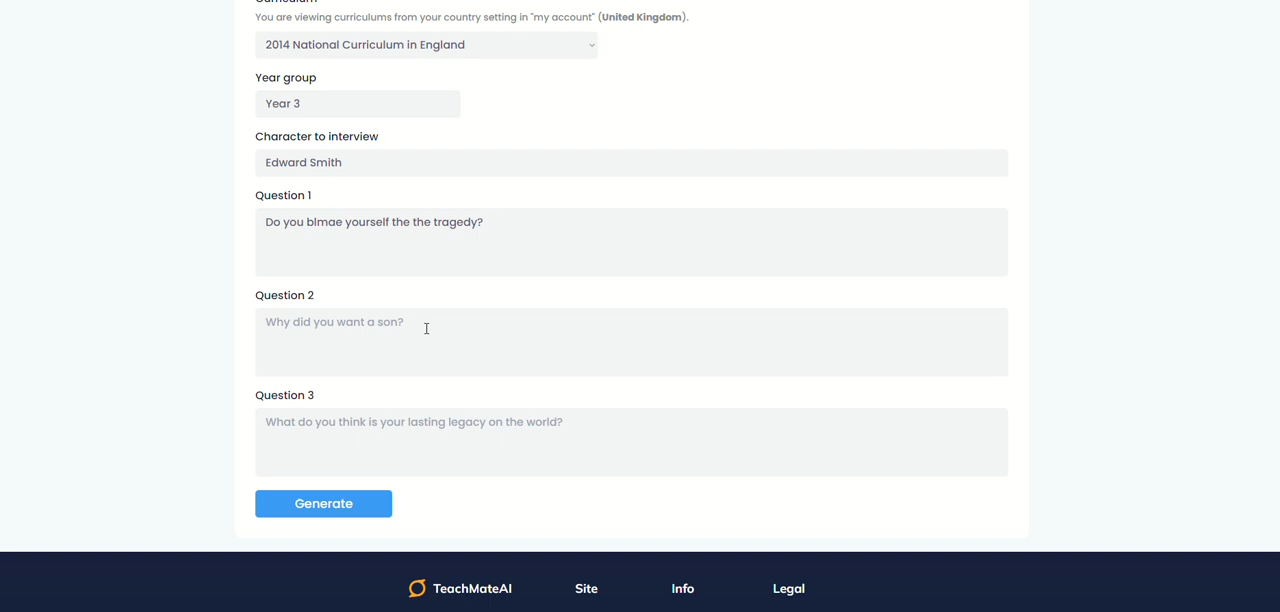 Curriculum
You are viewing curriculums from your country setting in "my account" (United Kingdom).
2014 National Curriculum in England
Year group
Year 3
Character to interview
Edward Smith
Question 1
Do you blmae yourself the the tragedy?
Question 2
Why did you want a son?
Question 3
What do you think is your lasting legacy on the world?
Generate
TeachMateAI Site Info Legal